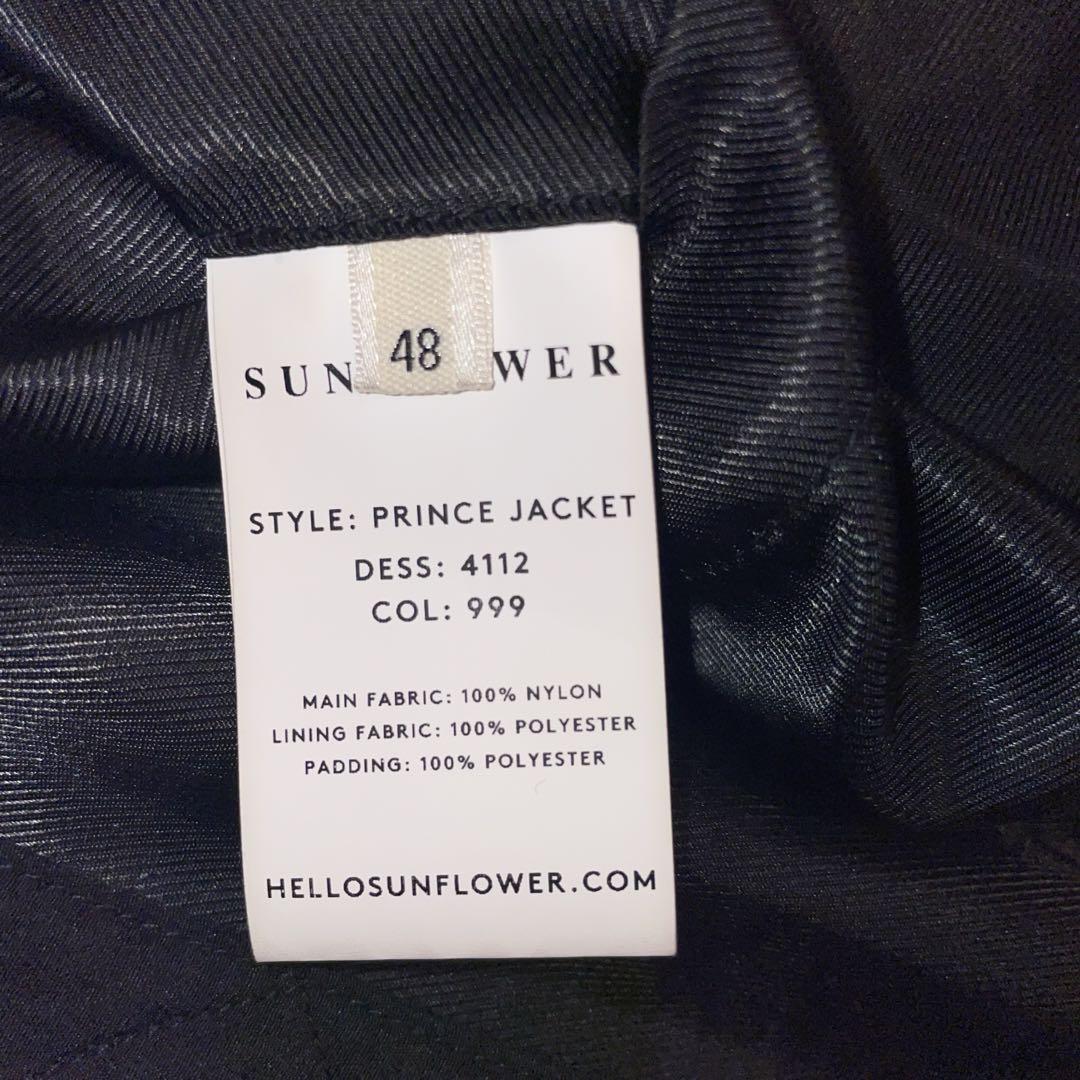 48
SUN WER
STYLE: PRINCE JACKET
DESS: 4112
COL: 999
MAIN FABRIC: 100% NYLON
LINING FABRIC: 100% POLYESTER
PADDING: 100% POLYESTER
HELLOSUNFLOWER.COM